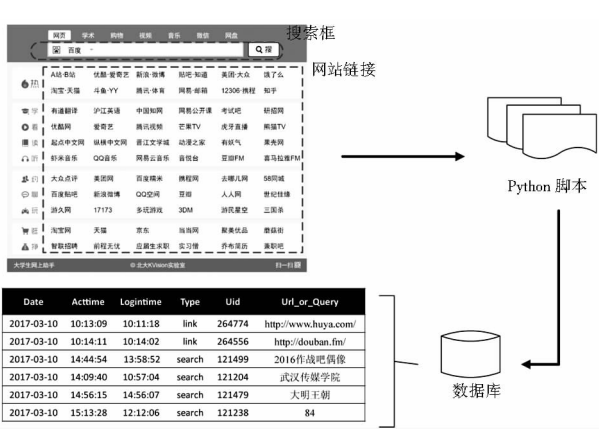 网页 学术 购物 视频 音乐 微信 网盘
搜索框
百度 搜
网站链接
热 A站·B站 优酷·爱奇艺 新浪·微博 贴吧·知道 美团·大众 饿了么
淘宝·天猫 斗鱼·YY 腾讯·体育 网易·邮箱 12306·携程 知乎
学 有道翻译 沪江英语 中国知网 网易公开课 考试吧 研招网
看 优酷网 爱奇艺 腾讯视频 芒果TV 虎牙直播 熊猫TV
读 起点中文网 纵横中文网 晋江文学城 动漫之家 有妖气 果壳网
听 虾米音乐 QQ音乐 网易云音乐 音悦台 豆瓣FM 喜马拉雅FM
大众点评 美团网 百度糯米 携程网 去哪儿网 58同城
聊 百度贴吧 新浪微博 QQ空间 豆瓣 人人网 世纪佳缘
玩 游久网 17173 多玩游戏 3DM 游民星空 三国杀
逛 淘宝网 天猫 京东 当当网 聚美优品 蘑菇街
智联招聘 前程无忧 应届生求职 实习僧 乔布简历 兼职吧
大学生网上助手 © 北大KVision实验室 扫一扫
Python 脚本
Date Acttime Logintime Type Uid Url_or_Query
2017-03-10 10:13:09 10:11:18 link 264774 http://www.huya.com/
2017-03-10 10:14:11 10:14:02 link 264556 http://douban.fm/
2017-03-10 14:44:54 13:58:52 search 121499 2016作战吧偶像
2017-03-10 14:09:40 10:57:04 search 121204 武汉传媒学院
2017-03-10 14:56:15 14:56:07 search 121479 大明王朝
2017-03-10 15:13:28 12:12:06 search 121238 84
数据库